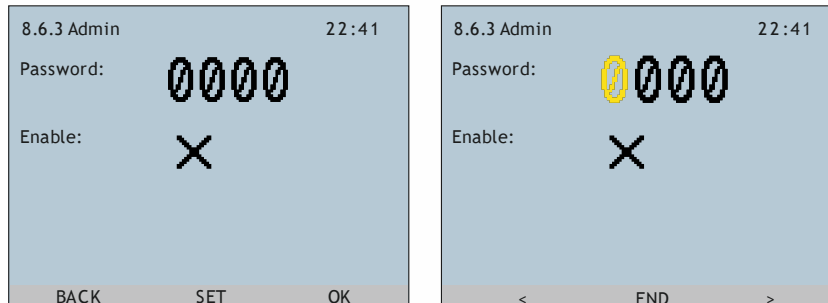 8.6.3 Admin 22:41
Password: 0000
Enable:
BACK SET OK
8.6.3 Admin 22:41
Password: 0000
Enable:
< END >